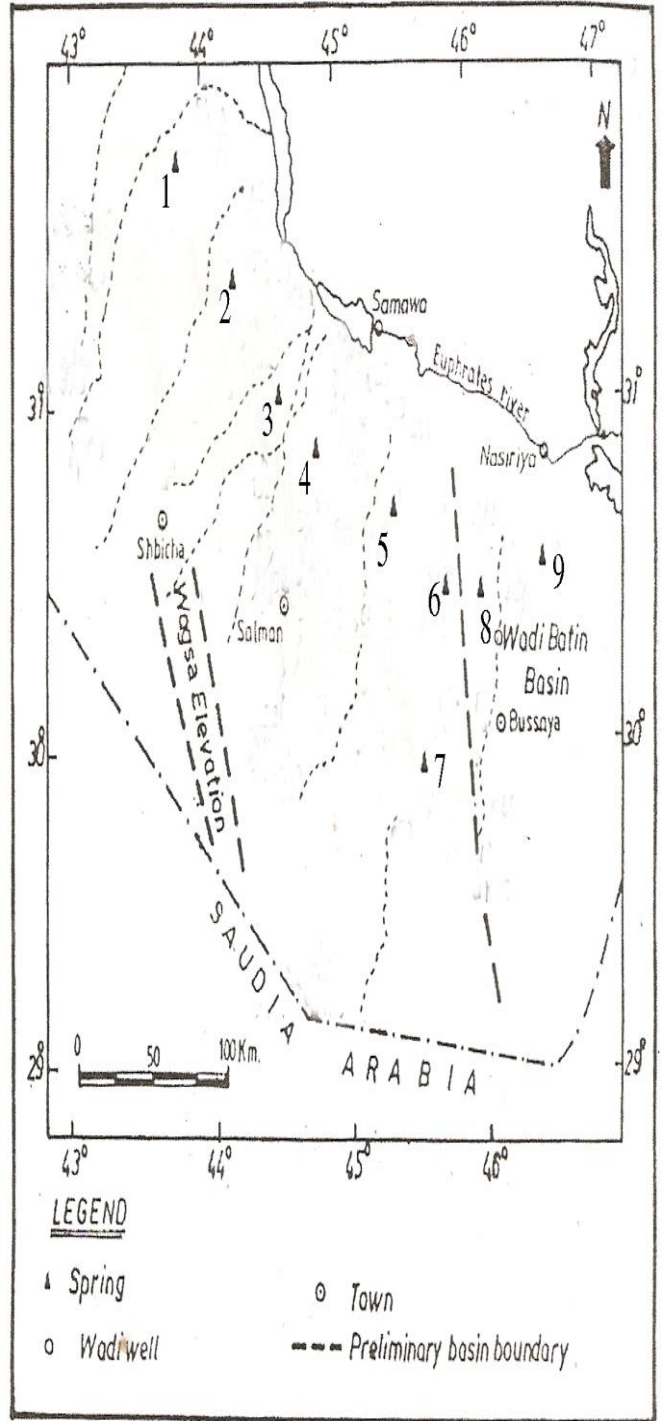 43° 44° 45° 46° 47°
N
1
2
Samawa
Euphrates river
31° 31°
3
Nasiriya
4
5
Shbicha
9
6
8
Salman
Wadi Batin
Basin
Wagsa Elevation
Bussaya
30° 30°
7
SAUDIA
ARABIA
0 50 100 Km.
29° 29°
43° 44° 45° 46°
LEGEND
Spring
Town
Wadi well
Preliminary basin boundary